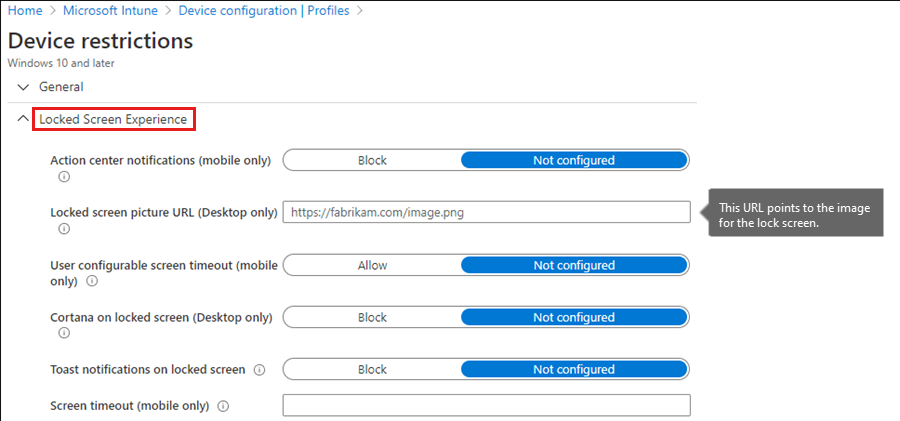 Home > Microsoft Intune > Device configuration | Profiles >
Device restrictions
Windows 10 and later
General
Locked Screen Experience
Action center notifications (mobile only)
Block
Not configured
Locked screen picture URL (Desktop only)
https://fabrikam.com/image.png
This URL points to the image
for the lock screen.
User configurable screen timeout (mobile
only)
Allow
Not configured
Cortana on locked screen (Desktop only)
Block
Not configured
Toast notifications on locked screen
Block
Not configured
Screen timeout (mobile only)